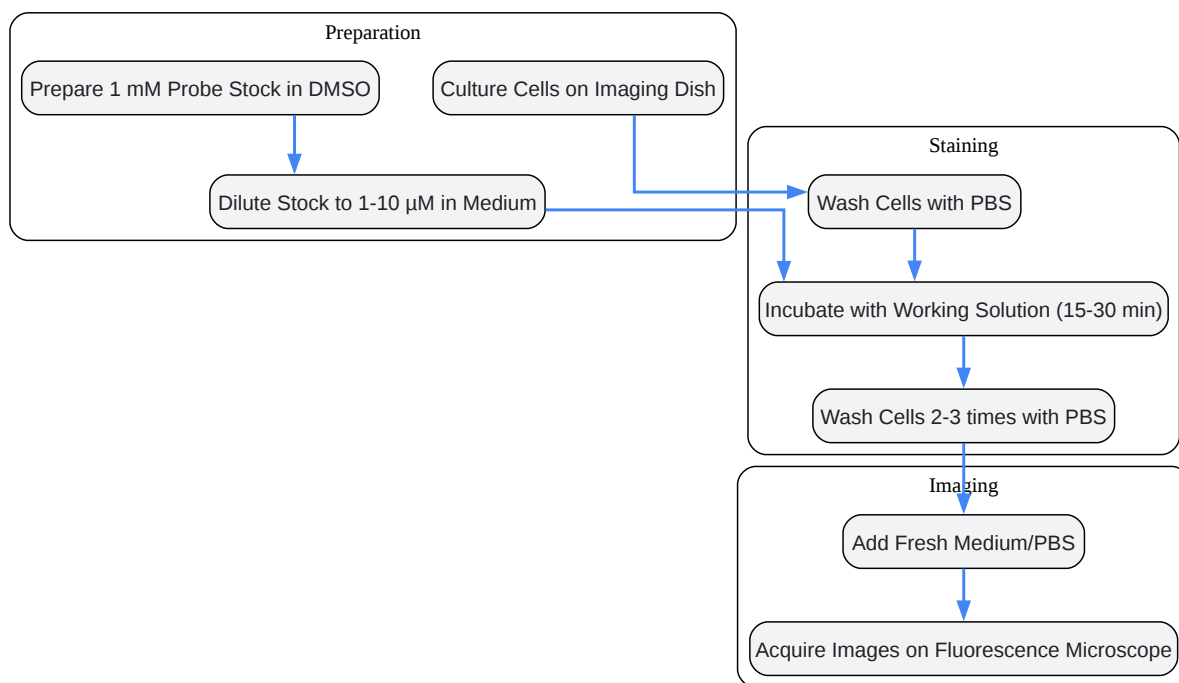 Preparation
Prepare 1 mM Probe Stock in DMSO
Culture Cells on Imaging Dish
Dilute Stock to 1-10 µM in Medium
Staining
Wash Cells with PBS
Incubate with Working Solution (15-30 min)
Wash Cells 2-3 times with PBS
Imaging
Add Fresh Medium/PBS
Acquire Images on Fluorescence Microscope